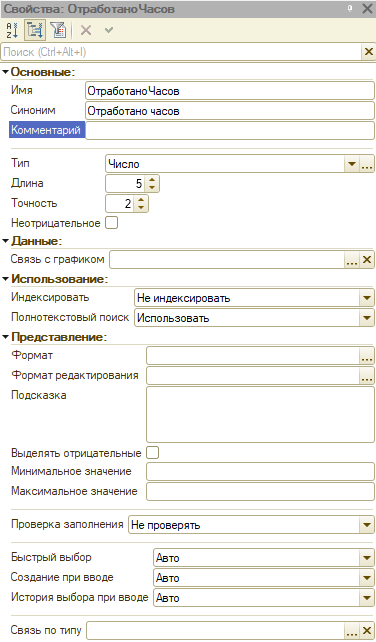 Свойства: ОтработаноЧасов
Поиск (Ctrl+Alt+I)
Основные:
Имя ОтработаноЧасов
Синоним Отработано часов
Комментарий
Тип Число
Длина 5
Точность 2
Неотрицательное
Данные:
Связь с графиком
Использование:
Индексировать Не индексировать
Полнотекстовый поиск Использовать
Представление:
Формат
Формат редактирования
Подсказка
Выделять отрицательные
Минимальное значение
Максимальное значение
Проверка заполнения Не проверять
Быстрый выбор Авто
Создание при вводе Авто
История выбора при вводе Авто
Связь по типу